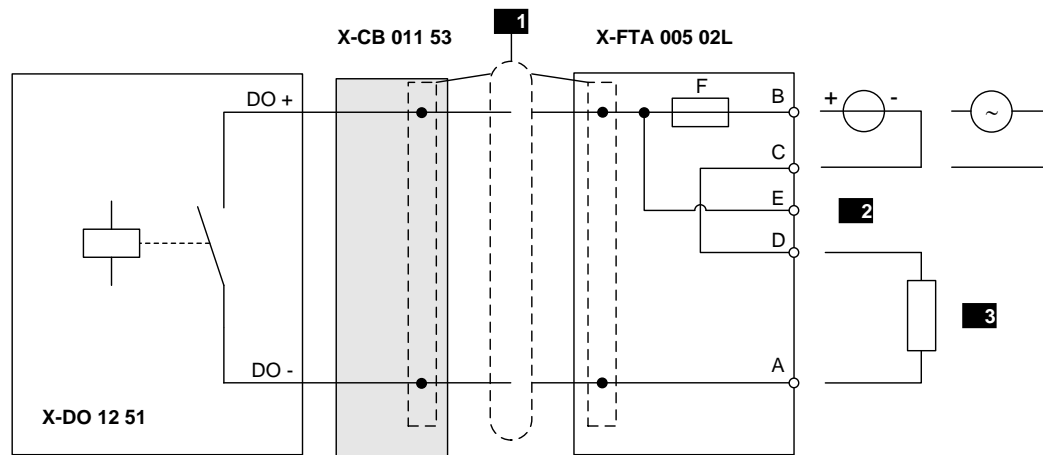 1
X-CB 011 53
X-FTA 005 02L
DO +
F
B
+ -
~
C
E
2
D
3
DO -
A
X-DO 12 51